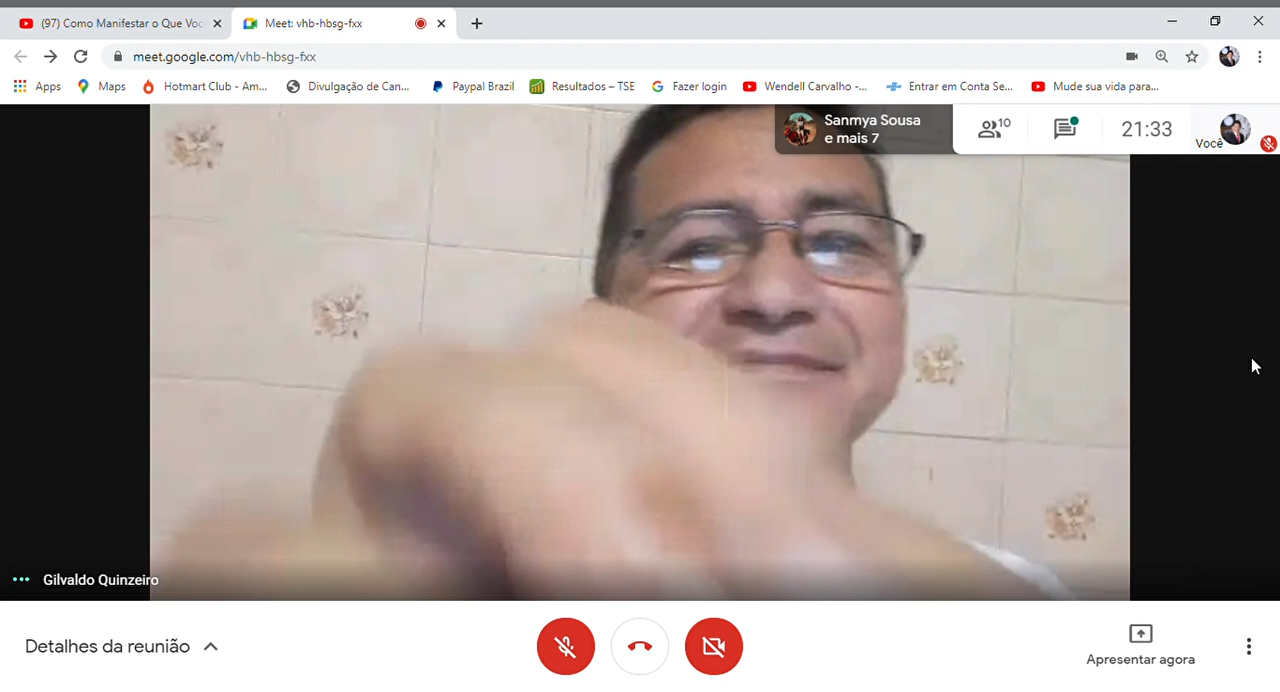 (97) Como Manifestar o Que Voc
Meet: vhb-hbsg-fxx
meet.google.com/vhb-hbsg-fxx
Apps
Maps
Hotmart Club - Am...
Divulgação de Can...
Paypal Brazil
Resultados – TSE
Fazer login
Wendell Carvalho -...
Entrar em Conta Se...
Mude sua vida para...
Sanmya Sousa
e mais 7
10
21:33
Você
Gilvaldo Quinzeiro
Detalhes da reunião
Apresentar agora